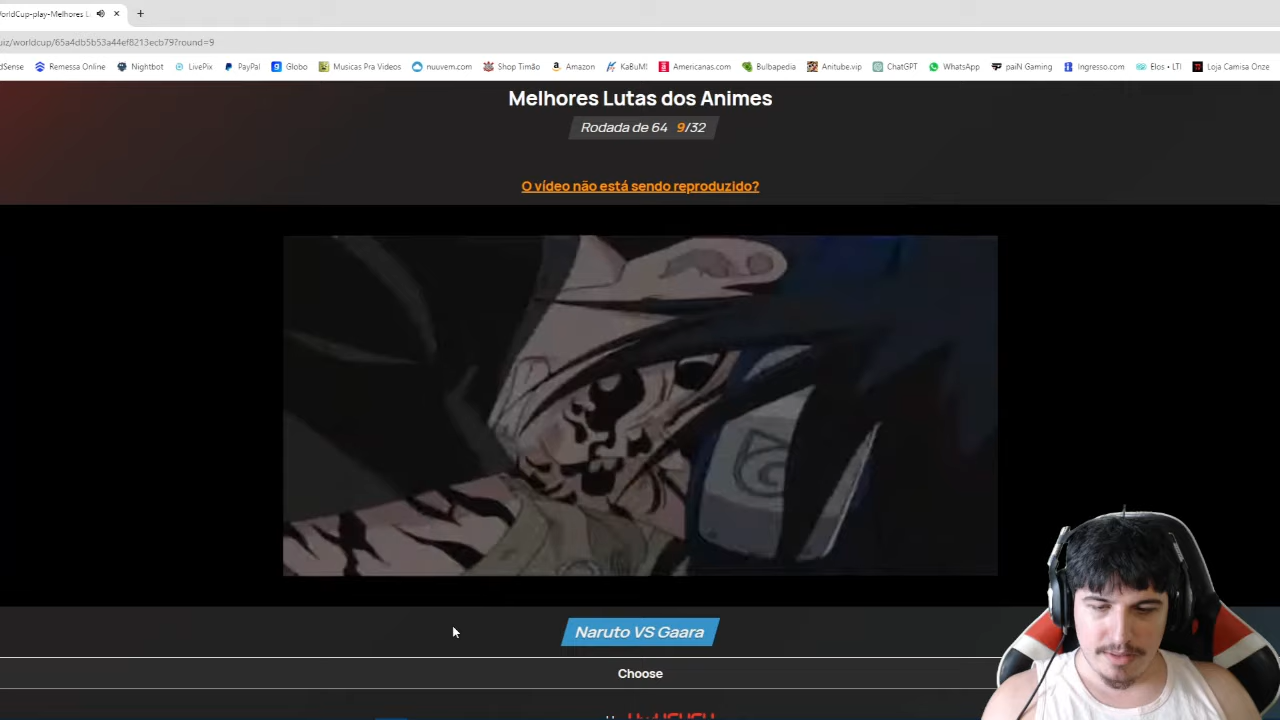 WorldCup-play-Melhores L
uiz/worldcup/65a4db5b53a44ef8213ecb79?round=9
dSense Remessa Online Nightbot LivePix PayPal Globo Musicas Pra Videos nuuvem.com Shop Timão Amazon KaBuM! Americanas.com Bulbapedia Anitube.vip ChatGPT WhatsApp paiN Gaming Ingresso.com Elos • LTI Loja Camisa Onze
Melhores Lutas dos Animes
Rodada de 64 9/32
O vídeo não está sendo reproduzido?
Naruto VS Gaara
Choose